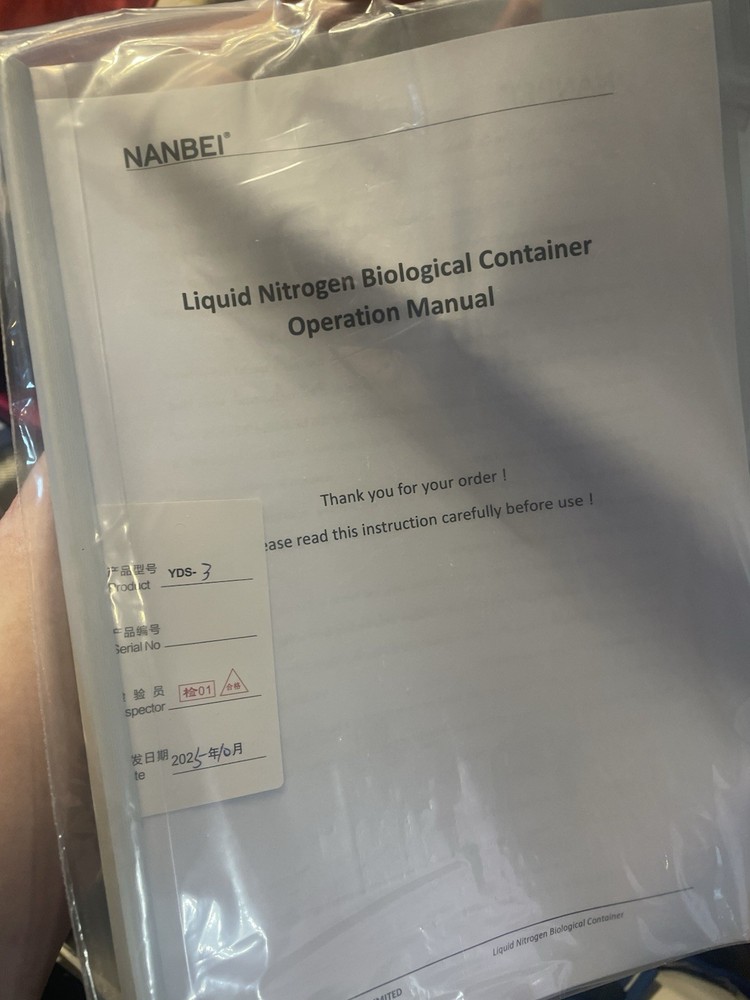 NANBEI®
Liquid Nitrogen Biological Container
Operation Manual
Thank you for your order！
ease read this instruction carefully before use！
产品型号 YDS-3
Product
产品编号
Serial No
验 员 检01 合格
spector
发日期 2025年10月
te
Liquid Nitrogen Biological Container
MITED